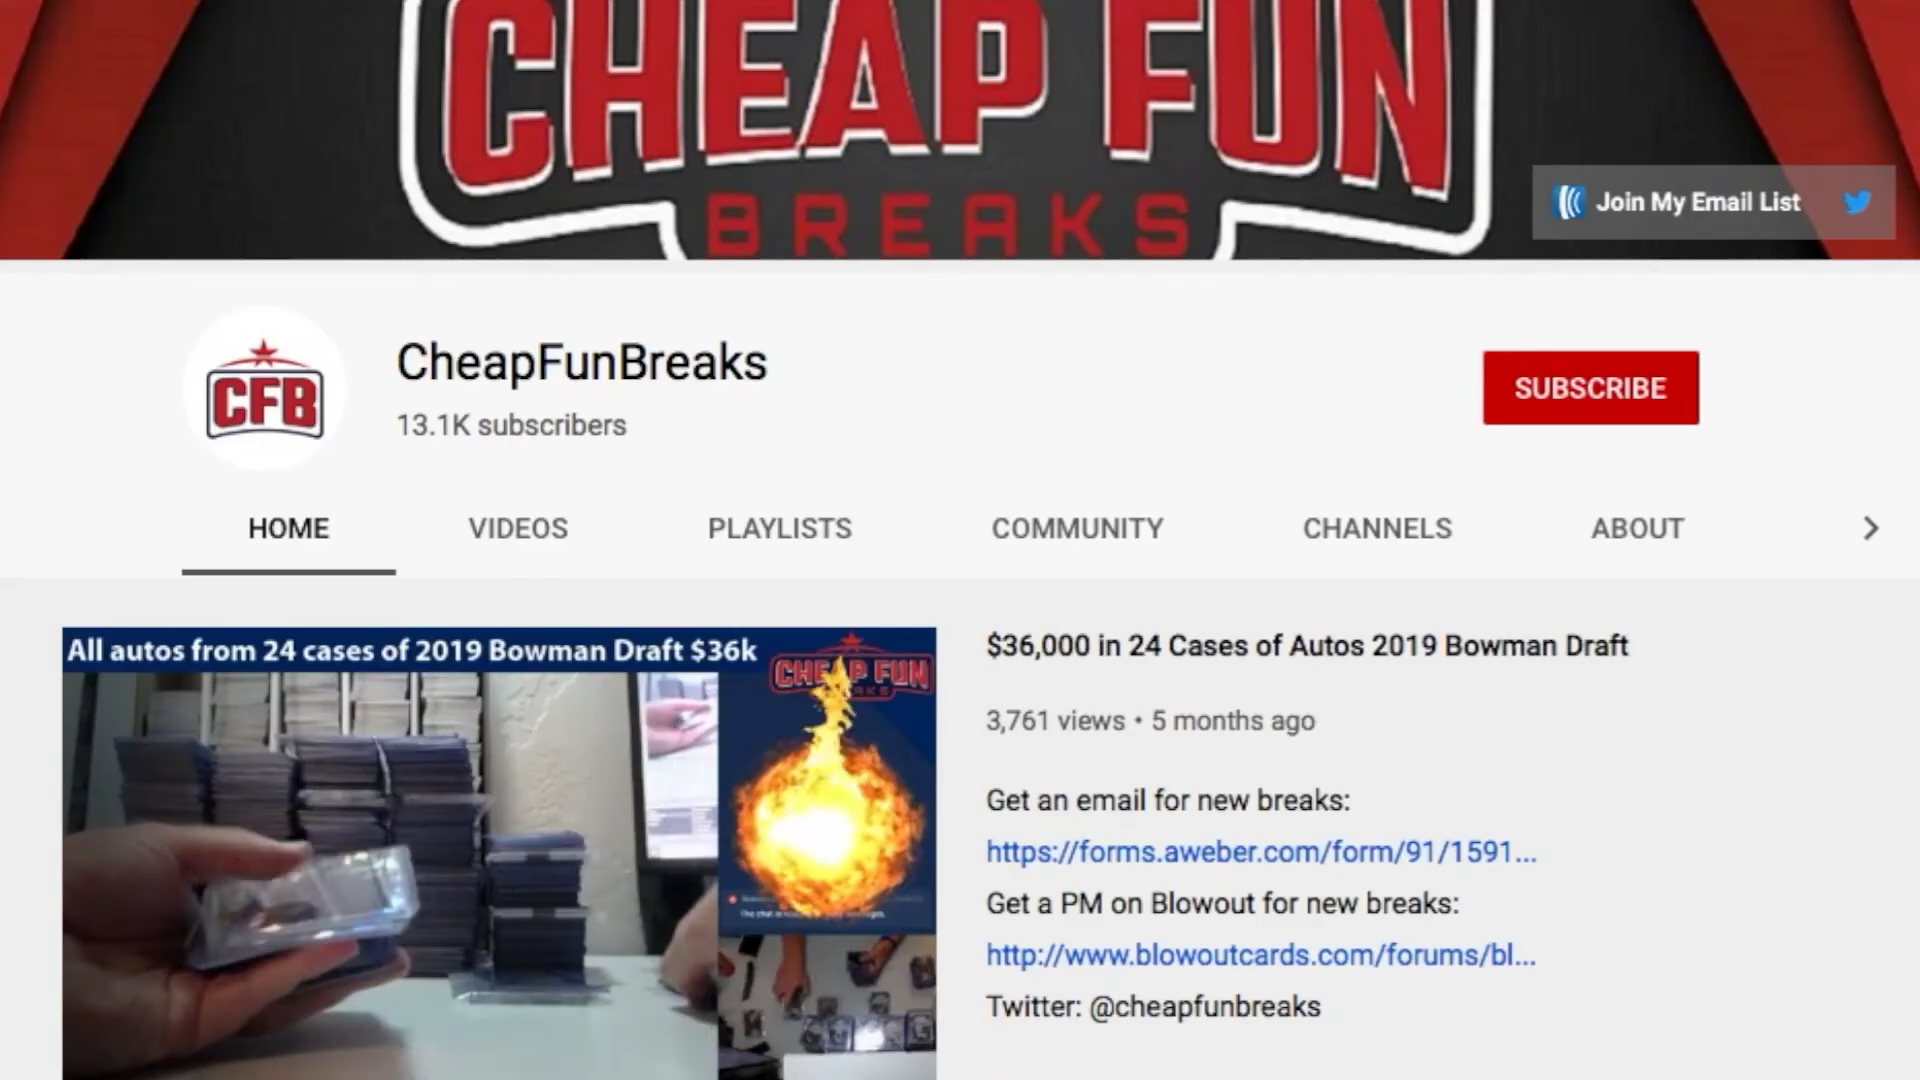 CHEAP FUN
BREAKS
Join My Email List
CFB
CheapFunBreaks
13.1K subscribers
SUBSCRIBE
HOME VIDEOS PLAYLISTS COMMUNITY CHANNELS ABOUT
All autos from 24 cases of 2019 Bowman Draft $36k
CHEAP FUN
$36,000 in 24 Cases of Autos 2019 Bowman Draft
3,761 views • 5 months ago
Get an email for new breaks:
https://forms.aweber.com/form/91/1591...
Get a PM on Blowout for new breaks:
http://www.blowoutcards.com/forums/bl...
Twitter: @cheapfunbreaks